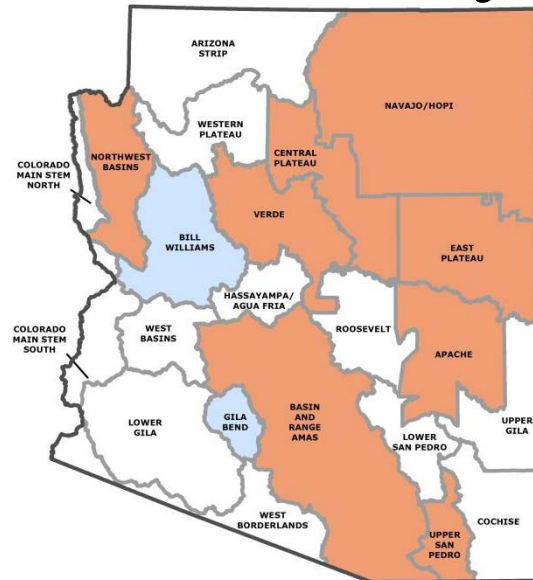 ARIZONA
STRIP
NAVAJO/HOPI
WESTERN
PLATEAU
CENTRAL
PLATEAU
NORTHWEST
BASINS
COLORADO
MAIN STEM
NORTH
VERDE
BILL
WILLIAMS
EAST
PLATEAU
HASSAYAMPA/
AGUA FRIA
COLORADO
MAIN STEM
SOUTH
WEST
BASINS
ROOSEVELT
APACHE
LOWER
GILA
GILA
BEND
BASIN
AND
RANGE
AMAS
UPPER
GILA
LOWER
SAN PEDRO
WEST
BORDERLANDS
COCHISE
UPPER
SAN
PEDRO